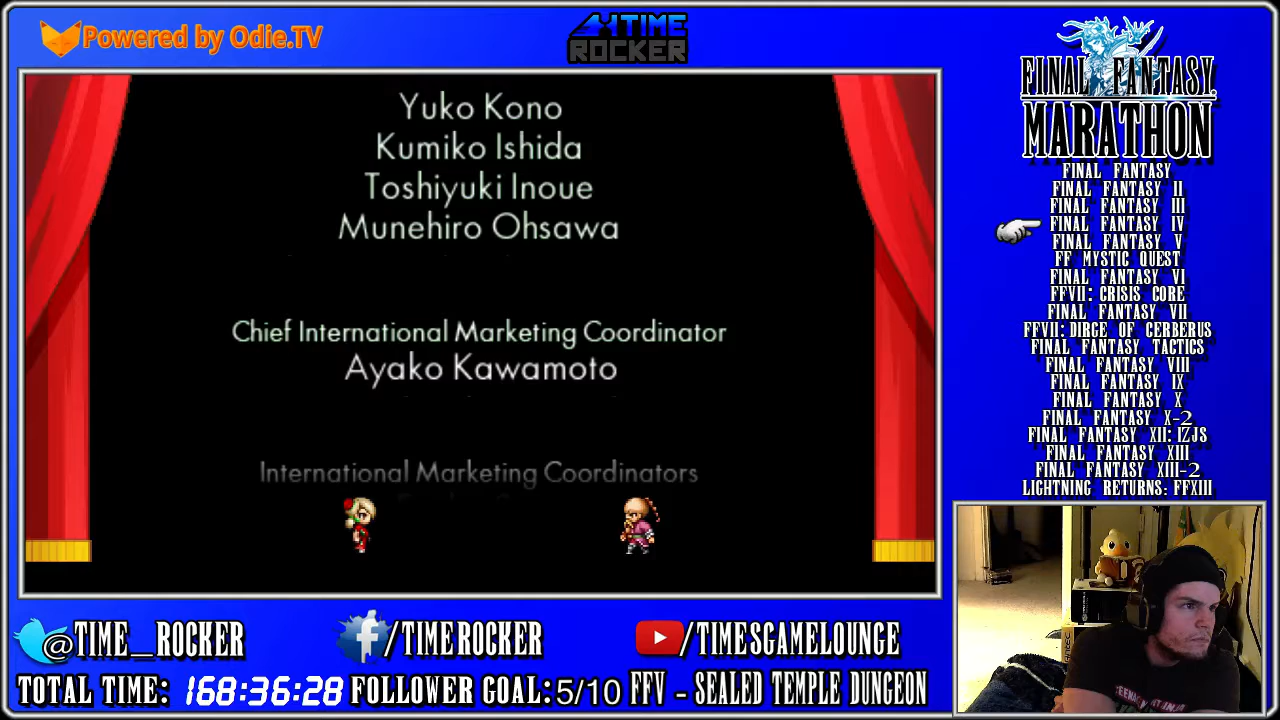 Powered by Odie.TV
TIME
ROCKER
Yuko Kono
Kumiko Ishida
Toshiyuki Inoue
Munehiro Ohsawa
Chief International Marketing Coordinator
Ayako Kawamoto
International Marketing Coordinators
FINAL FANTASY
MARATHON
FINAL FANTASY
FINAL FANTASY II
FINAL FANTASY III
FINAL FANTASY IV
FINAL FANTASY V
FF MYSTIC QUEST
FINAL FANTASY VI
FFVII: CRISIS CORE
FINAL FANTASY VII
FFVII: DIRGE OF CERBERUS
FINAL FANTASY TACTICS
FINAL FANTASY VIII
FINAL FANTASY IX
FINAL FANTASY X
FINAL FANTASY X-2
FINAL FANTASY XII: IZJS
FINAL FANTASY XIII
FINAL FANTASY XIII-2
LIGHTNING RETURNS: FFXIII
@TIME_ROCKER
/TIMEROCKER
/TIMESGAMELOUNGE
TOTAL TIME: 168:36:28 FOLLOWER GOAL: 5/10 FFV - SEALED TEMPLE DUNGEON